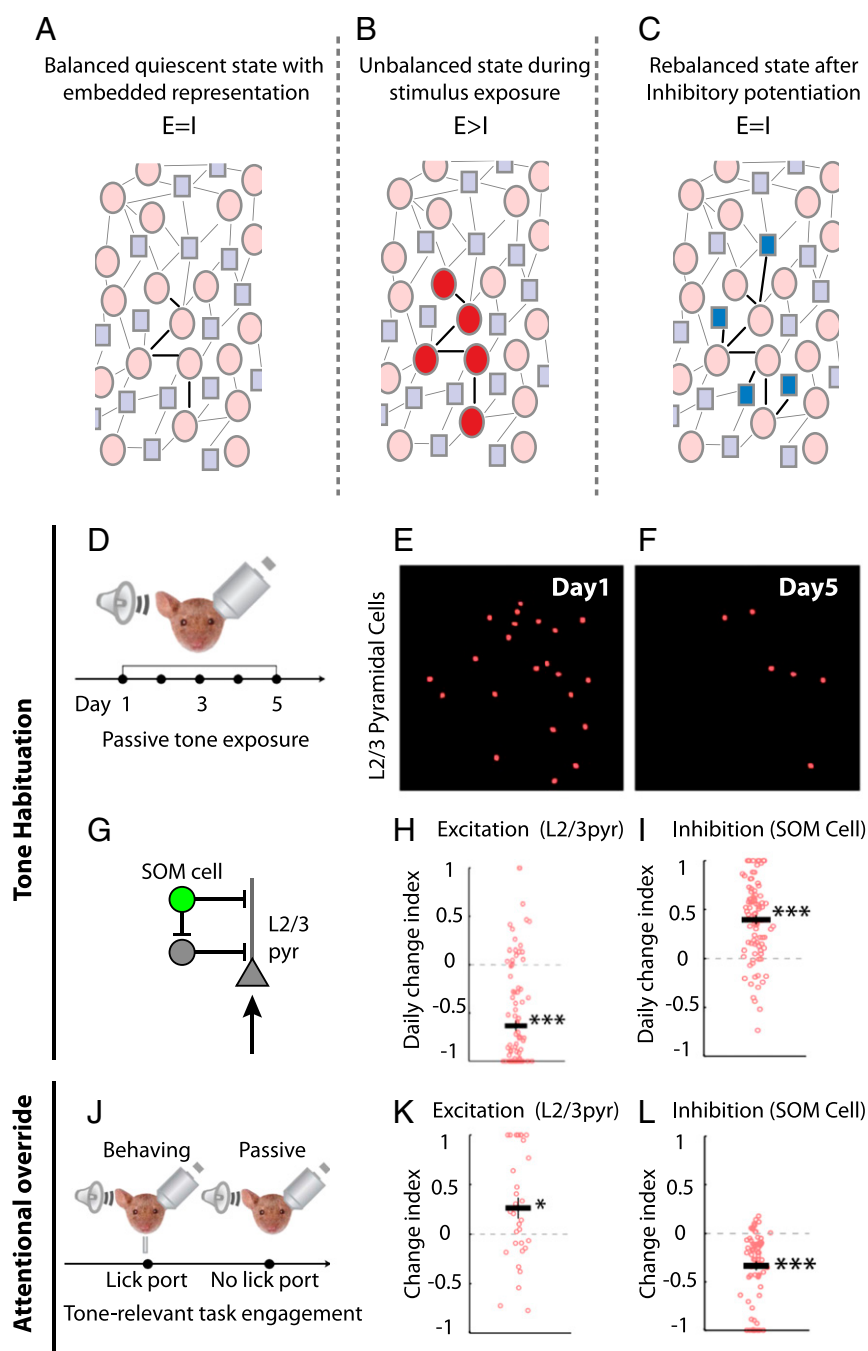 A
Balanced quiescent state with
embedded representation
E=I
B
Unbalanced state during
stimulus exposure
E>I
C
Rebalanced state after
Inhibitory potentiation
E=I
Tone Habituation
D
Day 1 3 5
Passive tone exposure
E
L2/3 Pyramidal Cells
Day1
F
Day5
G
SOM cell
L2/3
pyr
H Excitation (L2/3pyr)
Daily change index
1
0.5
0
-0.5
-1
***
I Inhibition (SOM Cell)
Daily change index
1
0.5
0
-0.5
-1
***
Attentional override
J
Behaving Passive
Lick port No lick port
Tone-relevant task engagement
K Excitation (L2/3pyr)
Change index
1
0.5
0
-0.5
-1
*
L Inhibition (SOM Cell)
Change index
1
0.5
0
-0.5
-1
***